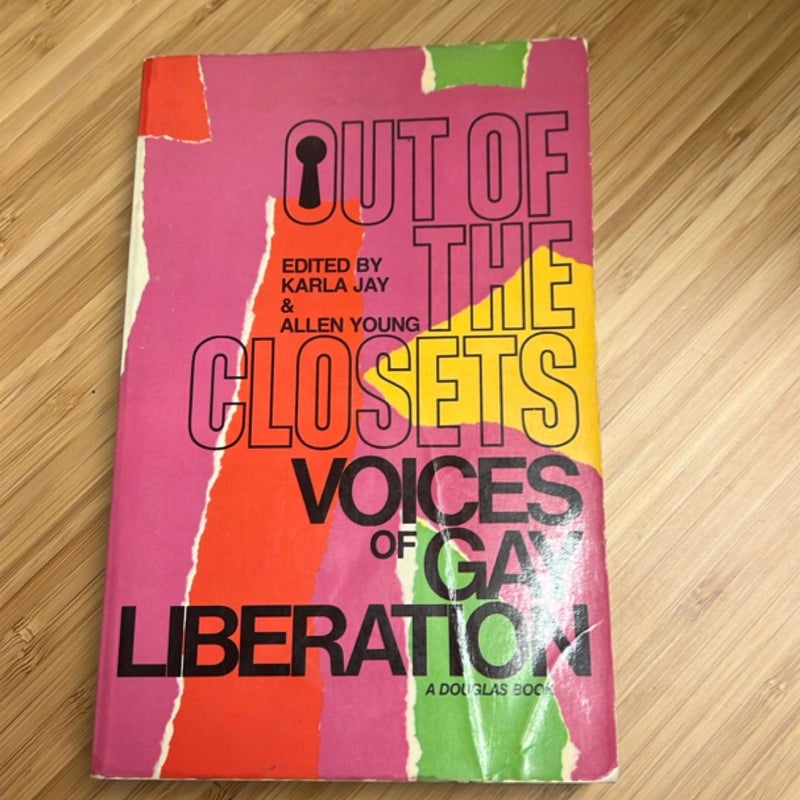 OUT OF
THE
EDITED BY
KARLA JAY
&
ALLEN YOUNG
CLOSETS
VOICES
OF GAY
LIBERATION
A DOUGLAS BOOK